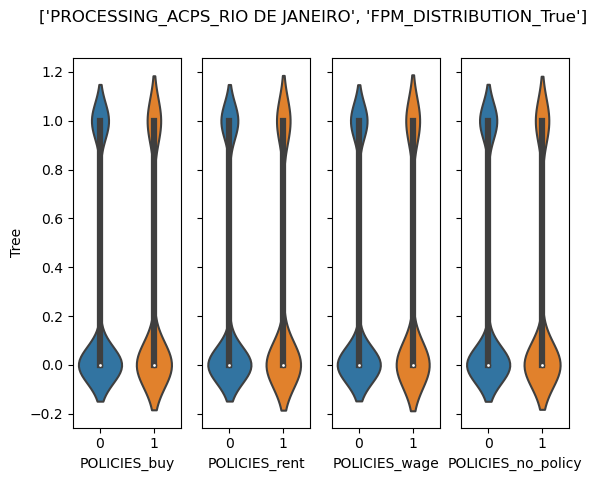 ['PROCESSING_ACPS_RIO DE JANEIRO', 'FPM_DISTRIBUTION_True']
1.2
1.0
0.8
0.6
0.4
0.2
0.0
−0.2
Tree
0 1
POLICIES_buy
0 1
POLICIES_rent
0 1
POLICIES_wage
0 1
POLICIES_no_policy